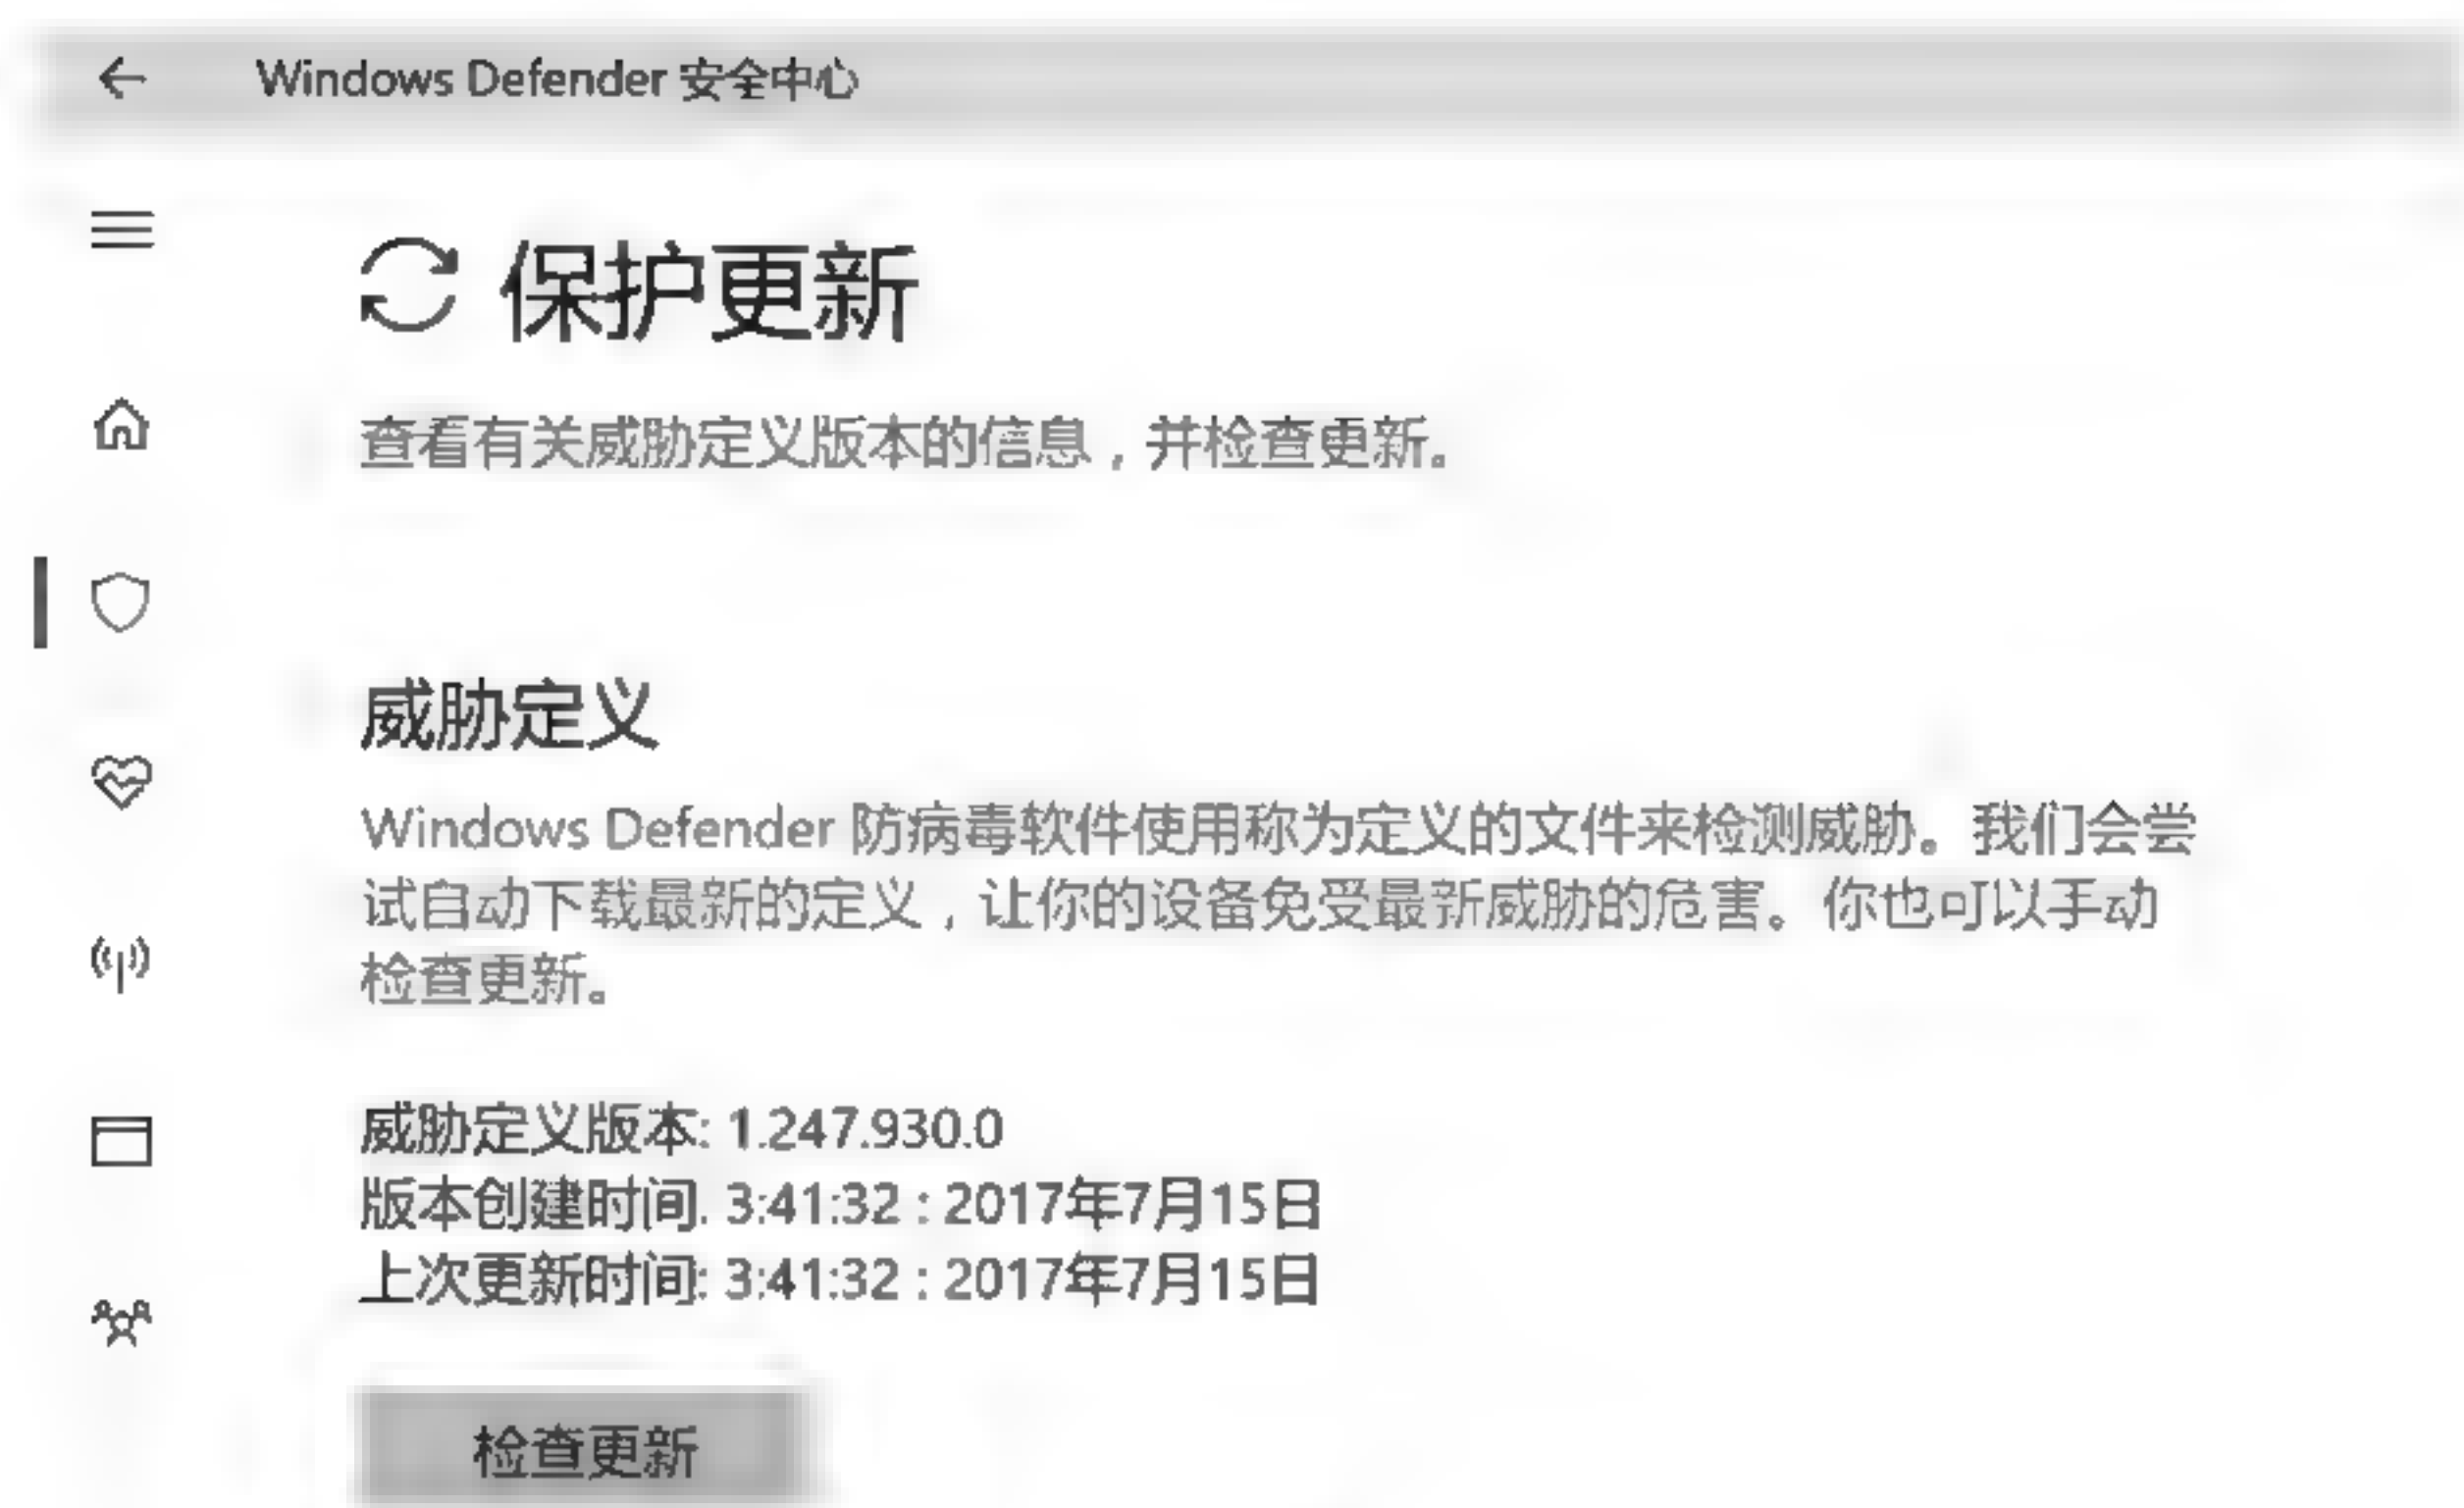 Windows Defender 安全中心
保护更新
查看有关威胁定义版本的信息，并检查更新。
威胁定义
Windows Defender 防病毒软件使用称为定义的文件来检测威胁。我们会尝
试自动下载最新的定义，让你的设备免受最新威胁的危害。你也可以手动
检查更新。
威胁定义版本: 1.247.930.0
版本创建时间: 3:41:32 : 2017年7月15日
上次更新时间: 3:41:32 : 2017年7月15日
检查更新